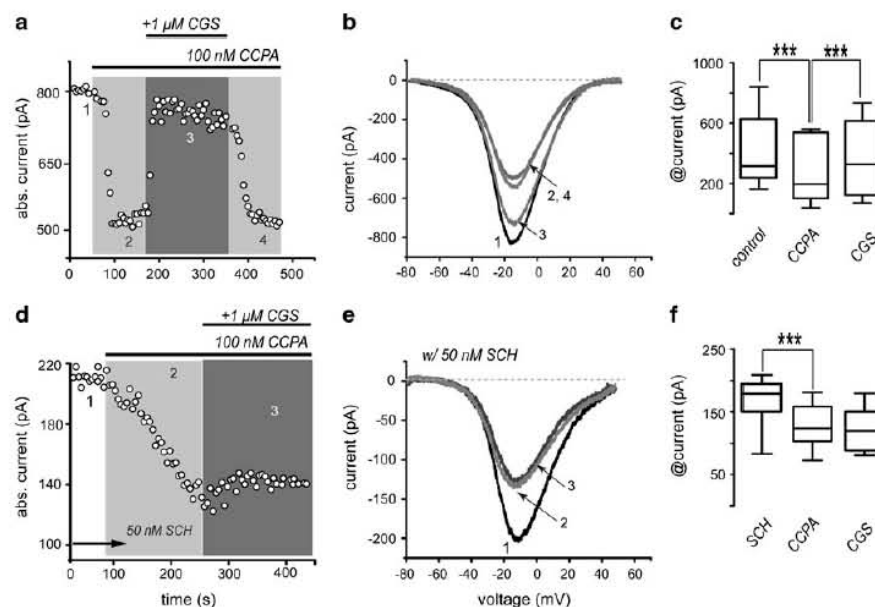 a
+1 µM CGS
100 nM CCPA
abs. current (pA)
800
650
500
1
2
3
4
0 100 200 300 400 500
b
current (pA)
0
-200
-400
-600
-800
2, 4
3
1
-80 -60 -40 -20 0 20 40 60
c
@current (pA)
1000
600
200
***
***
control
CCPA
CGS
d
+1 µM CGS
100 nM CCPA
abs. current (pA)
220
180
140
100
1
2
3
50 nM SCH
0 100 200 300 400
time (s)
e
w/ 50 nM SCH
current (pA)
0
-50
-100
-150
-200
3
2
1
-80 -60 -40 -20 0 20 40 60
voltage (mV)
f
@current (pA)
250
150
50
***
SCH
CCPA
CGS